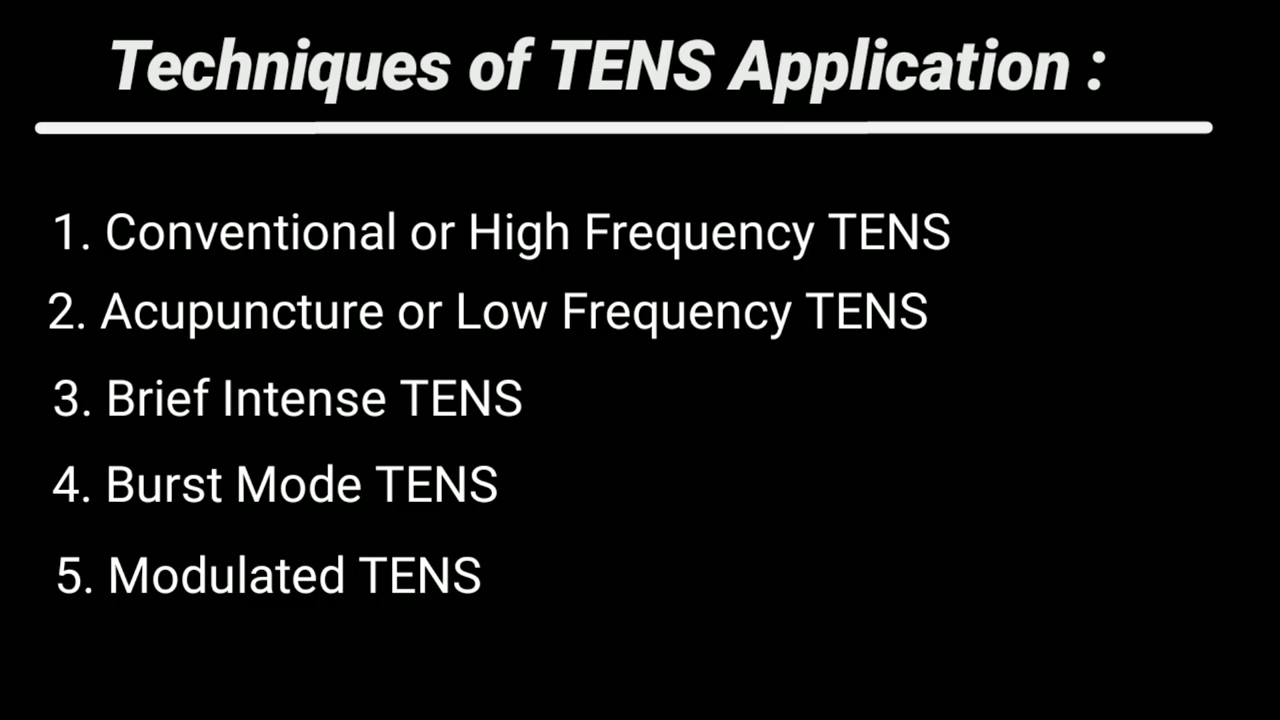 Techniques of TENS Application :
1. Conventional or High Frequency TENS
2. Acupuncture or Low Frequency TENS
3. Brief Intense TENS
4. Burst Mode TENS
5. Modulated TENS